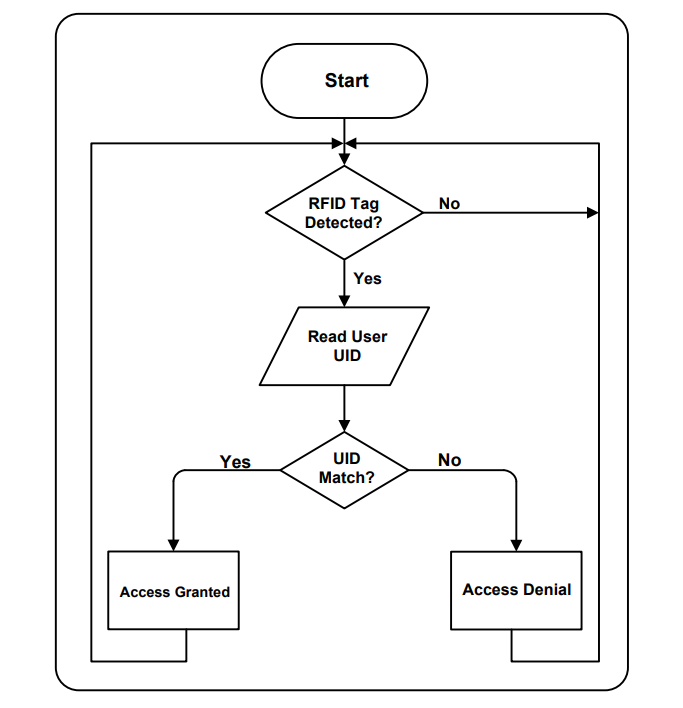 Start
RFID Tag
Detected?
No
Yes
Read User
UID
UID
Match?
Yes
No
Access Granted
Access Denial